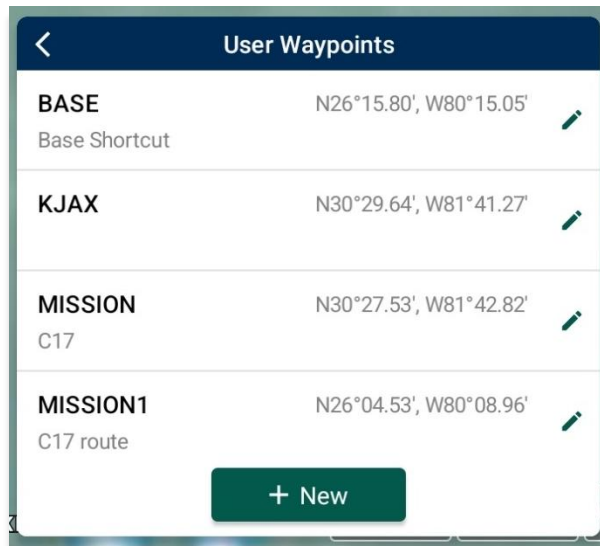 User Waypoints
BASE N26°15.80', W80°15.05'
Base Shortcut
KJAX N30°29.64', W81°41.27'
MISSION N30°27.53', W81°42.82'
C17
MISSION1 N26°04.53', W80°08.96'
C17 route
+ New